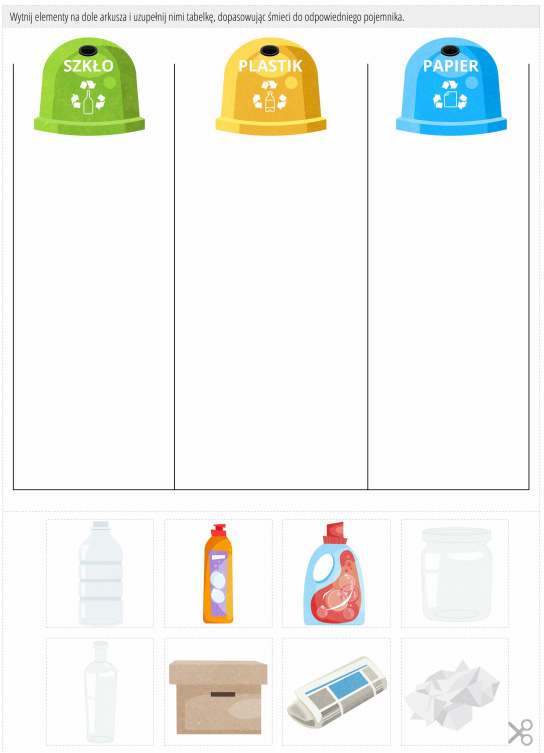 Wytnij elementy na dole arkusza i uzupełnij nimi tabelkę, dopasowując śmieci do odpowiedniego pojemnika.
SZKŁO PLASTIK PAPIER